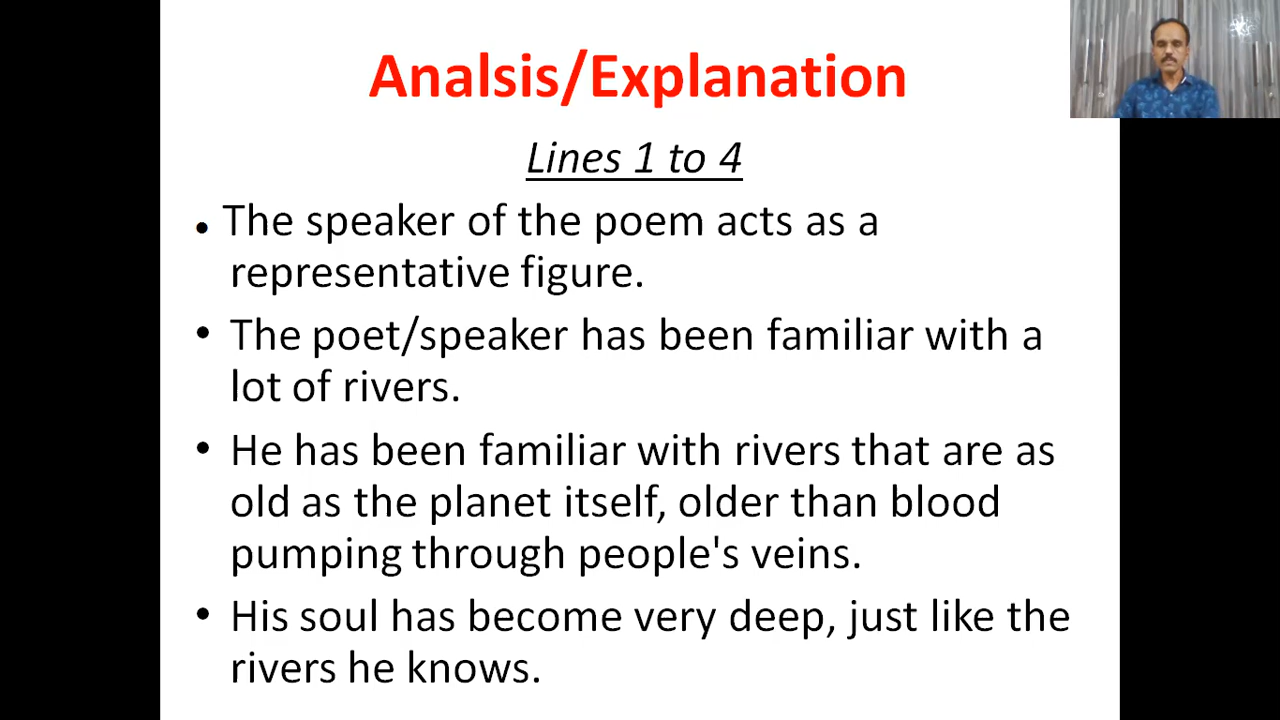 Analsis/Explanation
Lines 1 to 4
• The speaker of the poem acts as a
representative figure.
• The poet/speaker has been familiar with a
lot of rivers.
• He has been familiar with rivers that are as
old as the planet itself, older than blood
pumping through people's veins.
• His soul has become very deep, just like the
rivers he knows.